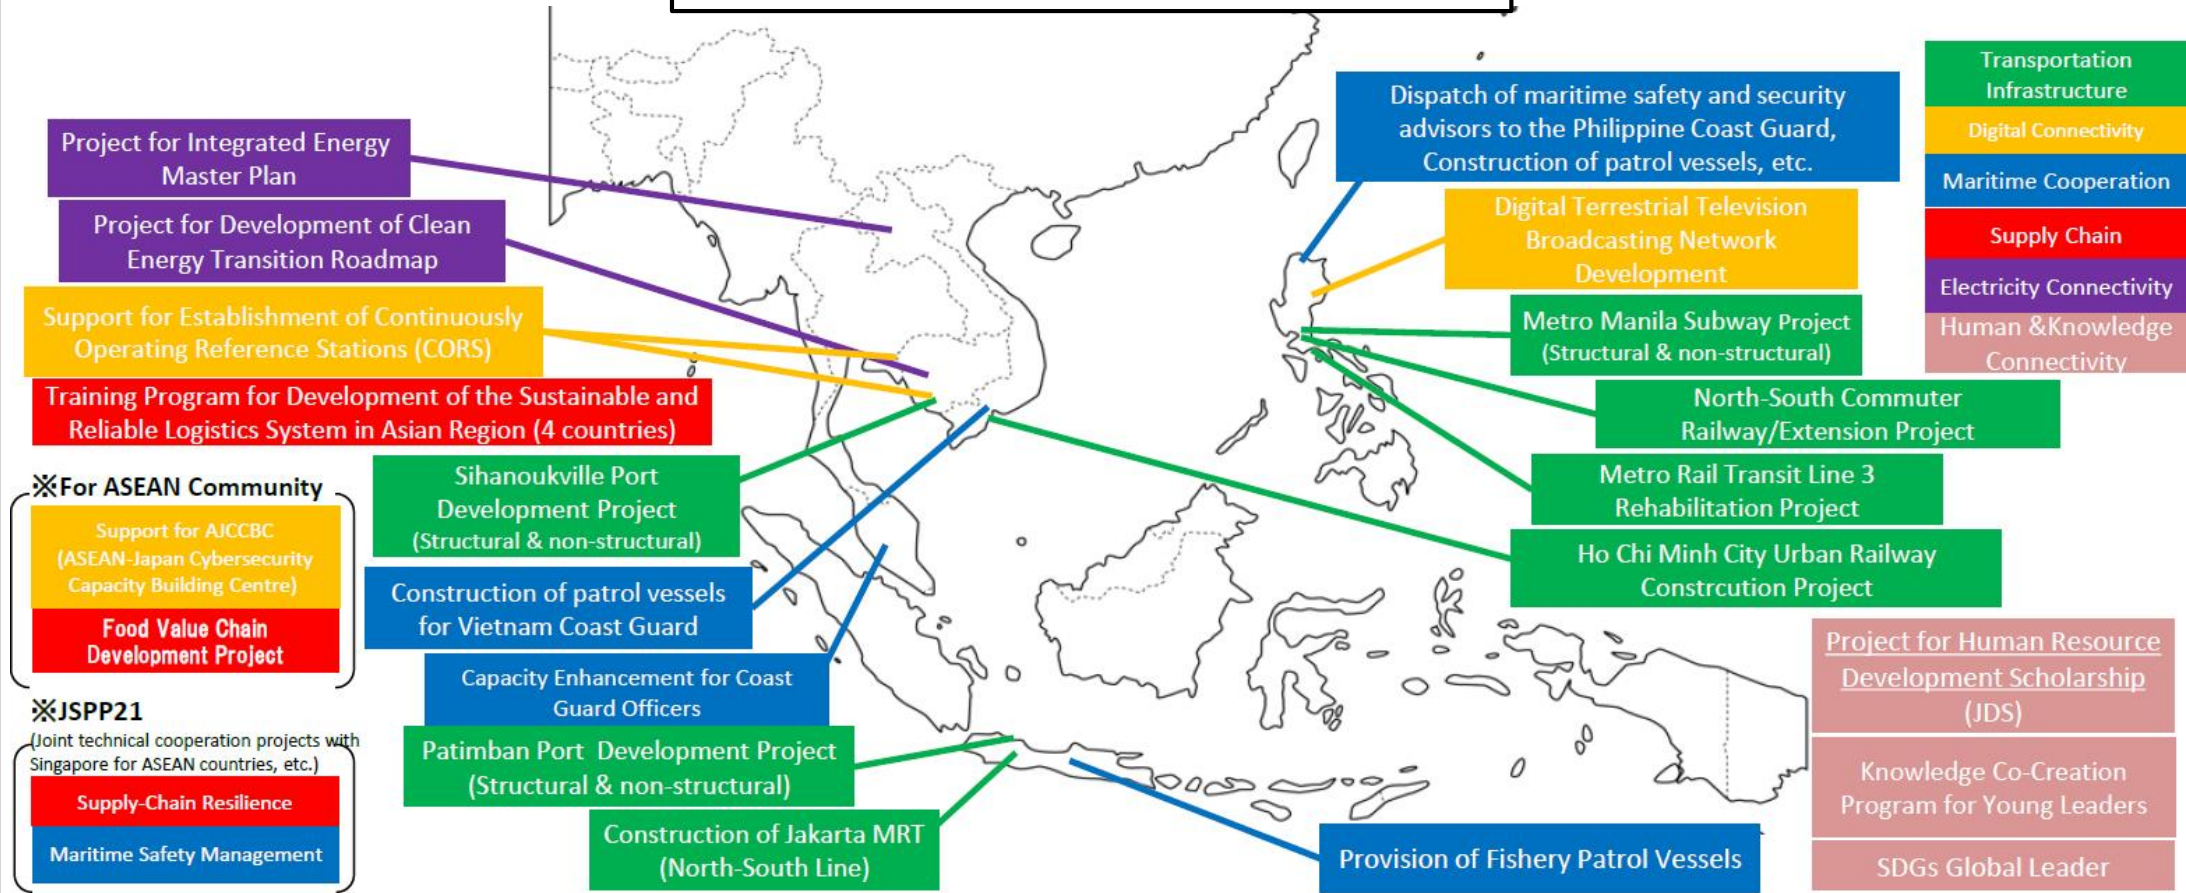 Transportation
Infrastructure
Digital Connectivity
Maritime Cooperation
Supply Chain
Electricity Connectivity
Human &Knowledge
Connectivity
Project for Integrated Energy
Master Plan
Project for Development of Clean
Energy Transition Roadmap
Support for Establishment of Continuously
Operating Reference Stations (CORS)
Training Program for Development of the Sustainable and
Reliable Logistics System in Asian Region (4 countries)
※For ASEAN Community
Support for AJCCBC
(ASEAN-Japan Cybersecurity
Capacity Building Centre)
Food Value Chain
Development Project
※JSPP21
(Joint technical cooperation projects with
Singapore for ASEAN countries, etc.)
Supply-Chain Resilience
Maritime Safety Management
Sihanoukville Port
Development Project
(Structural & non-structural)
Construction of patrol vessels
for Vietnam Coast Guard
Capacity Enhancement for Coast
Guard Officers
Patimban Port Development Project
(Structural & non-structural)
Construction of Jakarta MRT
(North-South Line)
Dispatch of maritime safety and security
advisors to the Philippine Coast Guard,
Construction of patrol vessels, etc.
Digital Terrestrial Television
Broadcasting Network
Development
Metro Manila Subway Project
(Structural & non-structural)
North-South Commuter
Railway/Extension Project
Metro Rail Transit Line 3
Rehabilitation Project
Ho Chi Minh City Urban Railway
Constrcution Project
Provision of Fishery Patrol Vessels
Project for Human Resource
Development Scholarship
(JDS)
Knowledge Co-Creation
Program for Young Leaders
SDGs Global Leader